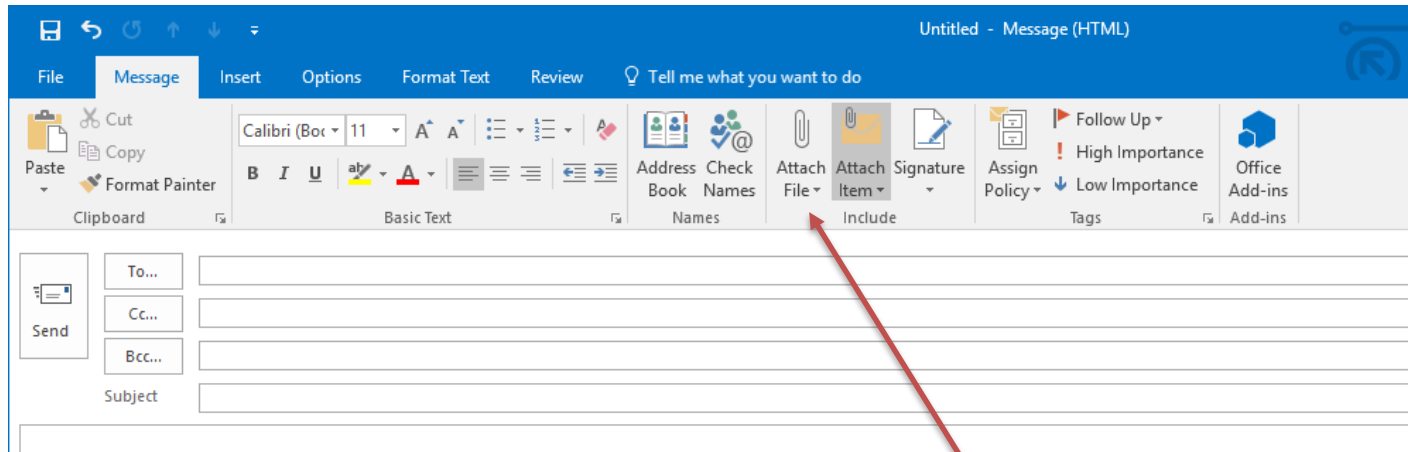 Untitled - Message (HTML)
File Message Insert Options Format Text Review Tell me what you want to do
Paste
Cut
Copy
Format Painter
Clipboard
Calibri (Boc 11 A A
B I U aby A
Basic Text
Address Book
Check Names
Names
Attach File
Attach Item
Signature
Include
Assign Policy
Follow Up
High Importance
Low Importance
Tags
Office Add-ins
Add-ins
Send
To...
Cc...
Bcc...
Subject